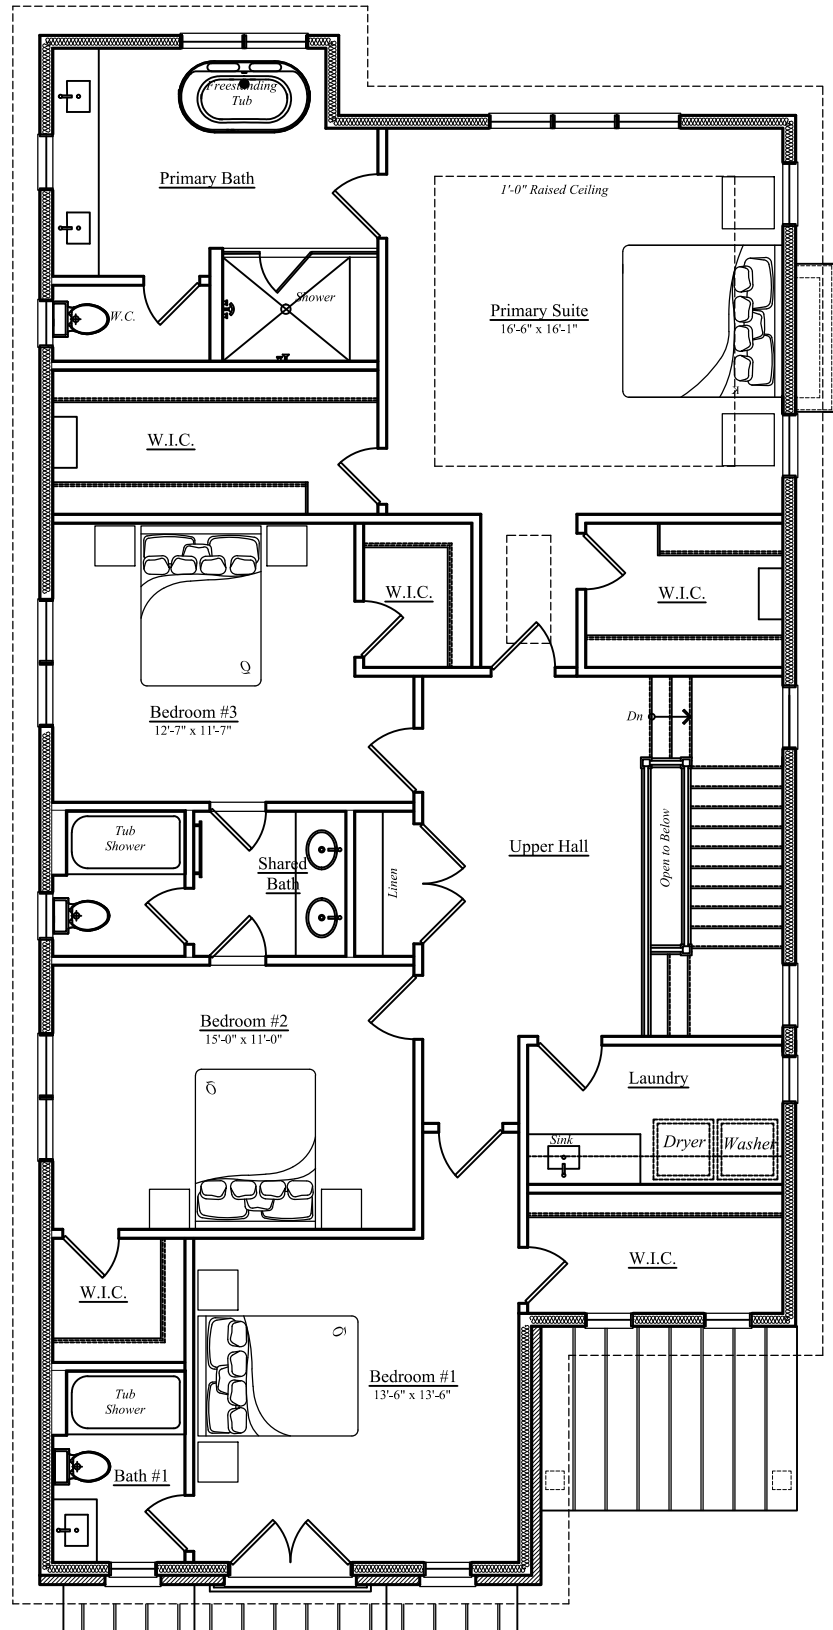 Freestanding
Tub
Primary Bath
1'-0" Raised Ceiling
Shower
W.C.
Primary Suite
16'-6" x 16'-1"
W.I.C.
W.I.C.
W.I.C.
Bedroom #3
12'-7" x 11'-7"
Dn
Tub
Shower
Shared
Bath
Linen
Upper Hall
Open to Below
Bedroom #2
15'-0" x 11'-0"
Laundry
Sink
Dryer
Washer
W.I.C.
W.I.C.
Bedroom #1
13'-6" x 13'-6"
Tub
Shower
Bath #1